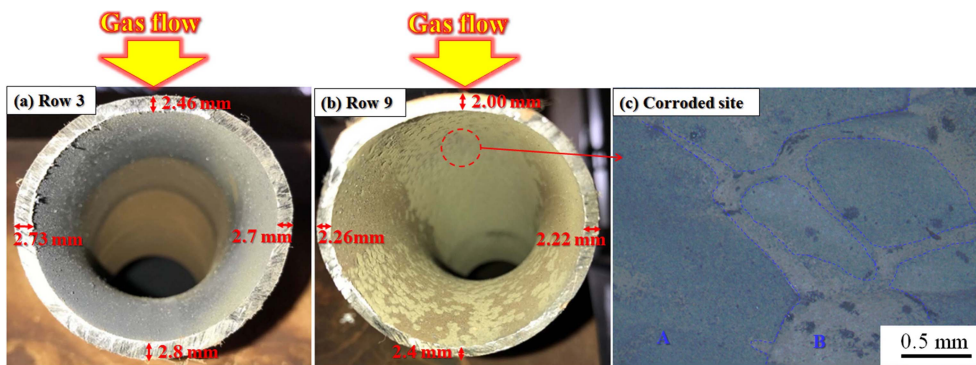 Gas flow
Gas flow
(a) Row 3
2.46 mm
2.73 mm
2.7 mm
2.8 mm
(b) Row 9
2.00 mm
2.26mm
2.22 mm
2.4 mm
(c) Corroded site
A
B
0.5 mm